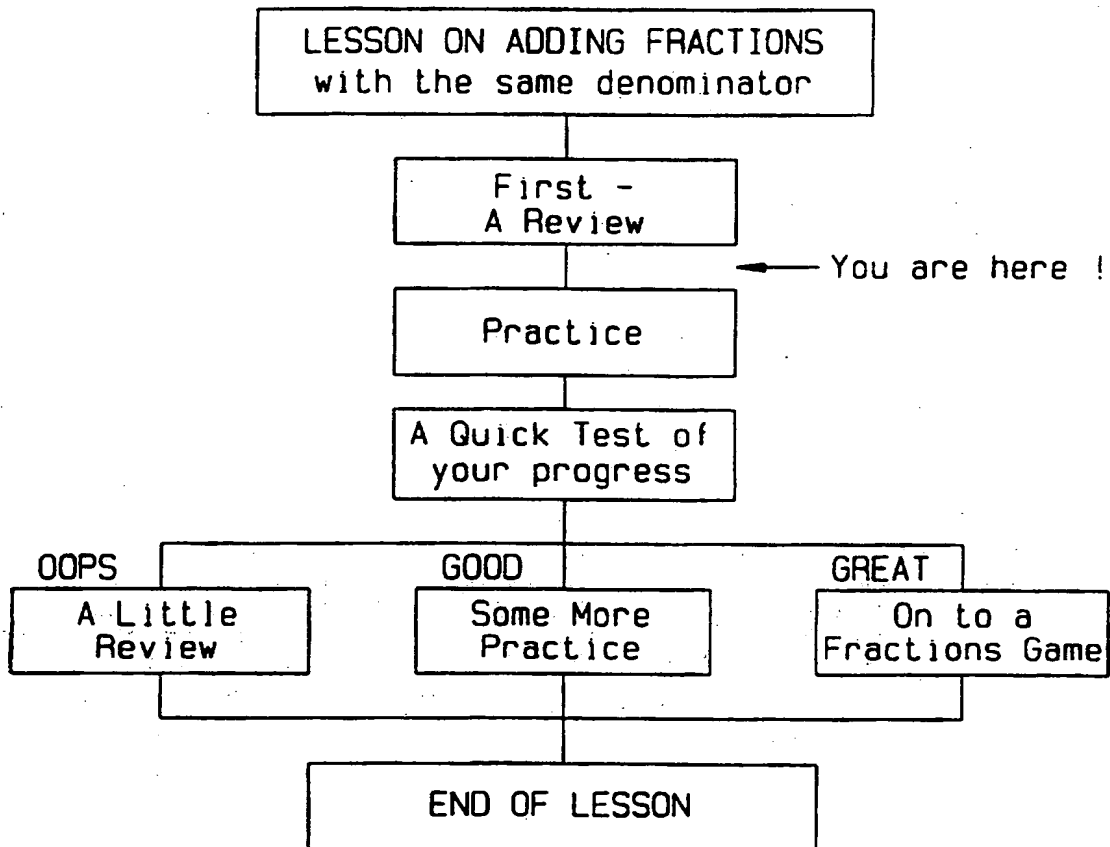 LESSON ON ADDING FRACTIONS
with the same denominator
First -
A Review
You are here !
Practice
A Quick Test of
your progress
OOPS
GOOD
GREAT
A Little
Review
Some More
Practice
On to a
Fractions Game
END OF LESSON